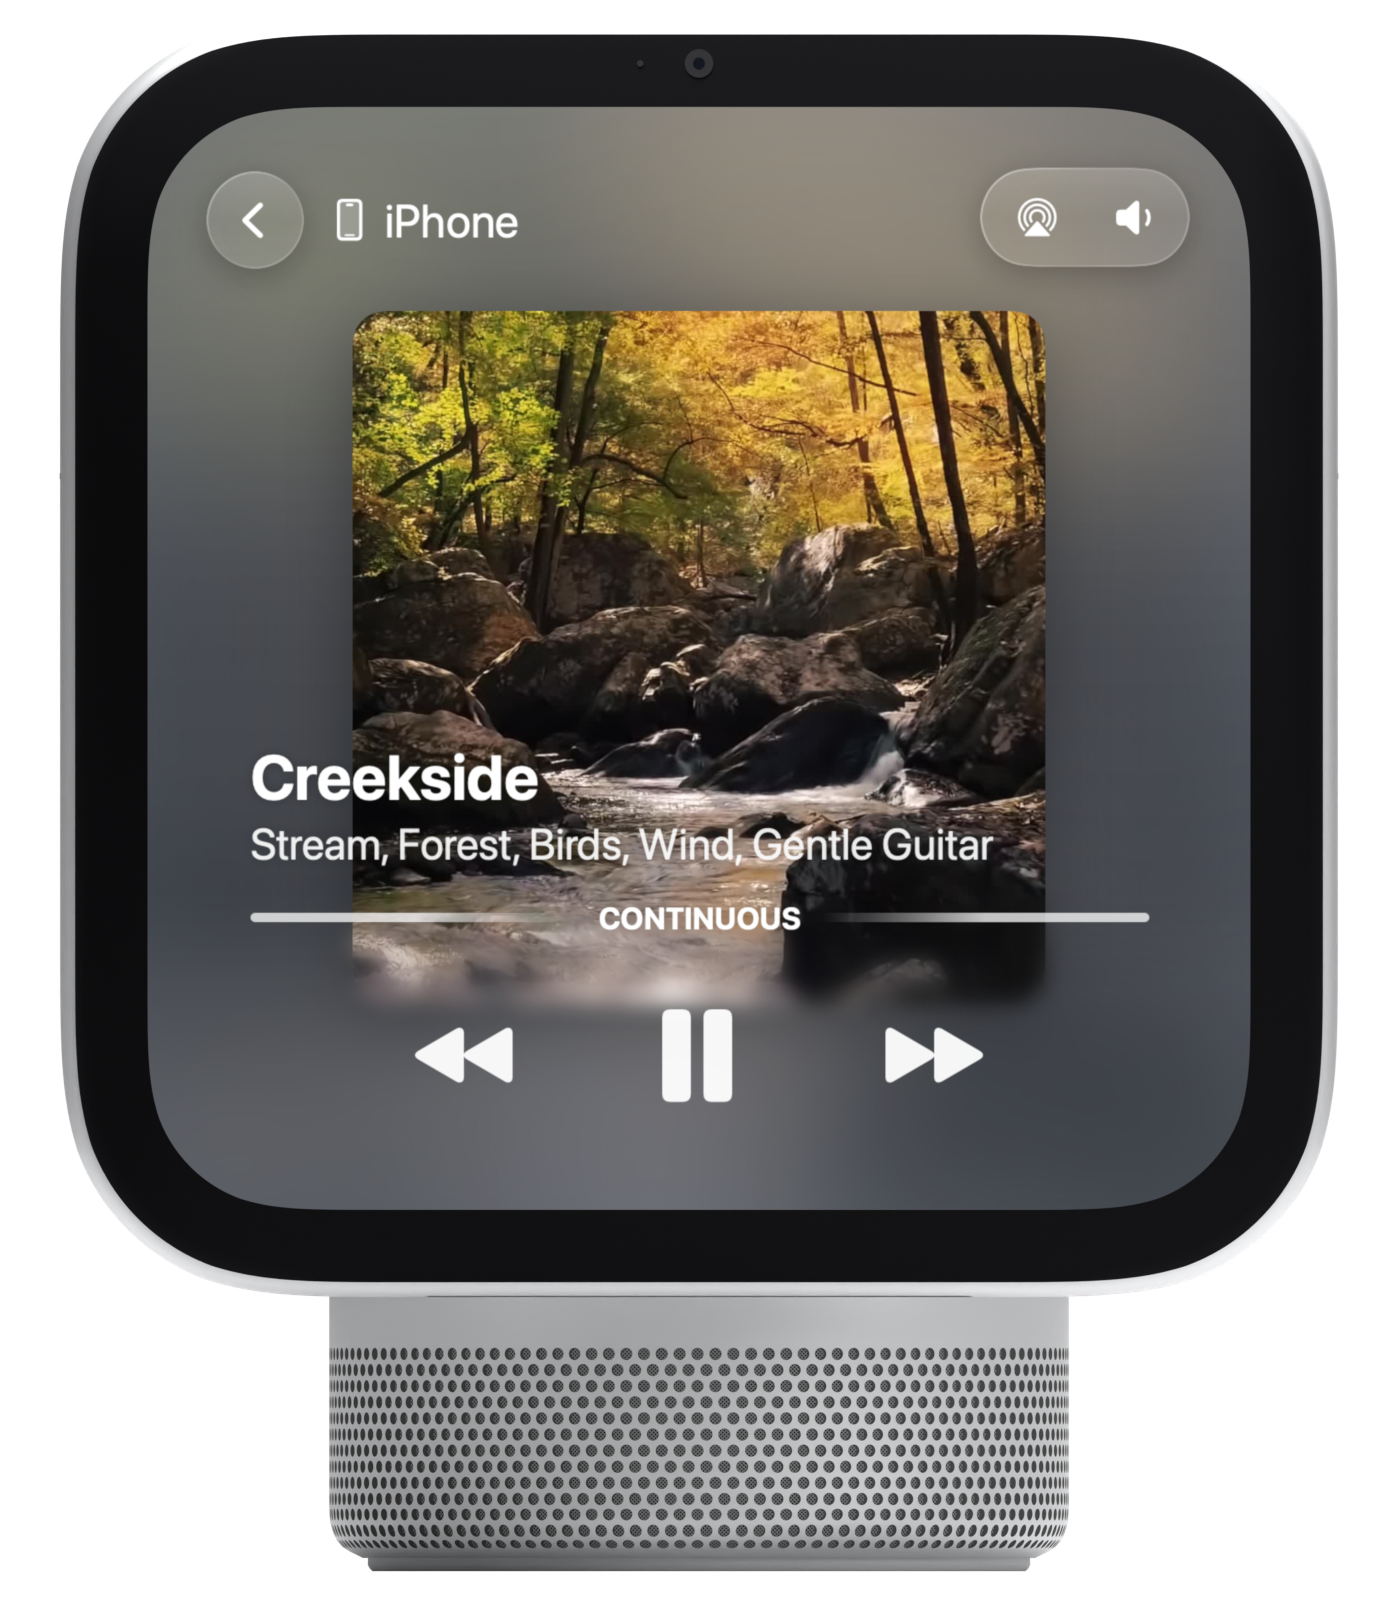 iPhone
Creekside
Stream, Forest, Birds, Wind, Gentle Guitar
CONTINUOUS